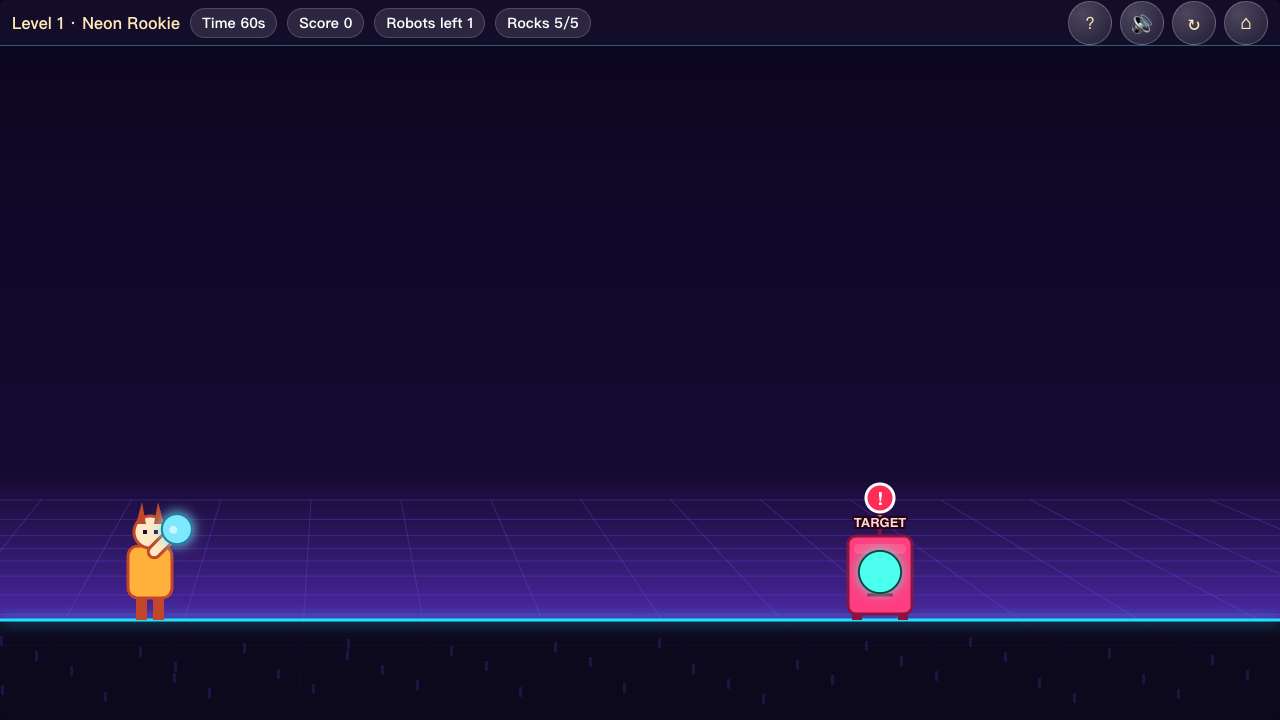 Level 1 · Neon Rookie
Time 60s
Score 0
Robots left 1
Rocks 5/5
?
!
TARGET